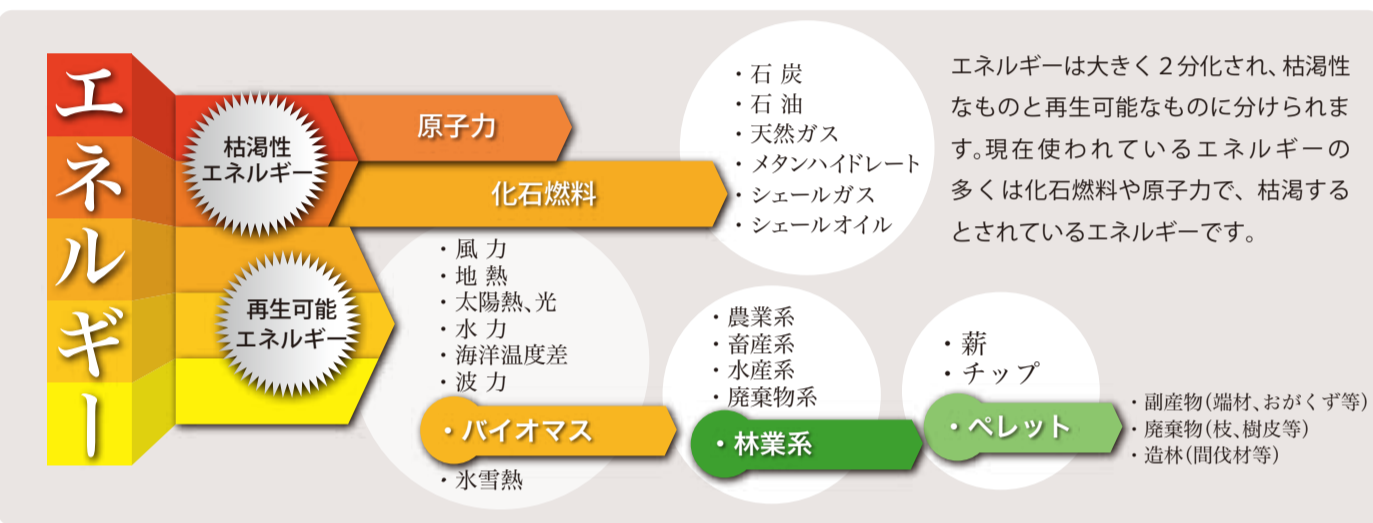 エネルギー
枯渇性
エネルギー
原子力
化石燃料
・石 炭
・石 油
・天然ガス
・メタンハイドレート
・シェールガス
・シェールオイル
エネルギーは大きく２分化され、枯渇性
なものと再生可能なものに分けられま
す。現在使われているエネルギーの
多くは化石燃料や原子力で、枯渇する
とされているエネルギーです。
再生可能
エネルギー
・風 力
・地 熱
・太陽熱、光
・水 力
・海洋温度差
・波 力
・バイオマス
・氷雪熱
・農業系
・畜産系
・水産系
・廃棄物系
・林業系
・薪
・チップ
・ペレット
・副産物（端材、おがくず等）
・廃棄物（枝、樹皮等）
・造林（間伐材等）